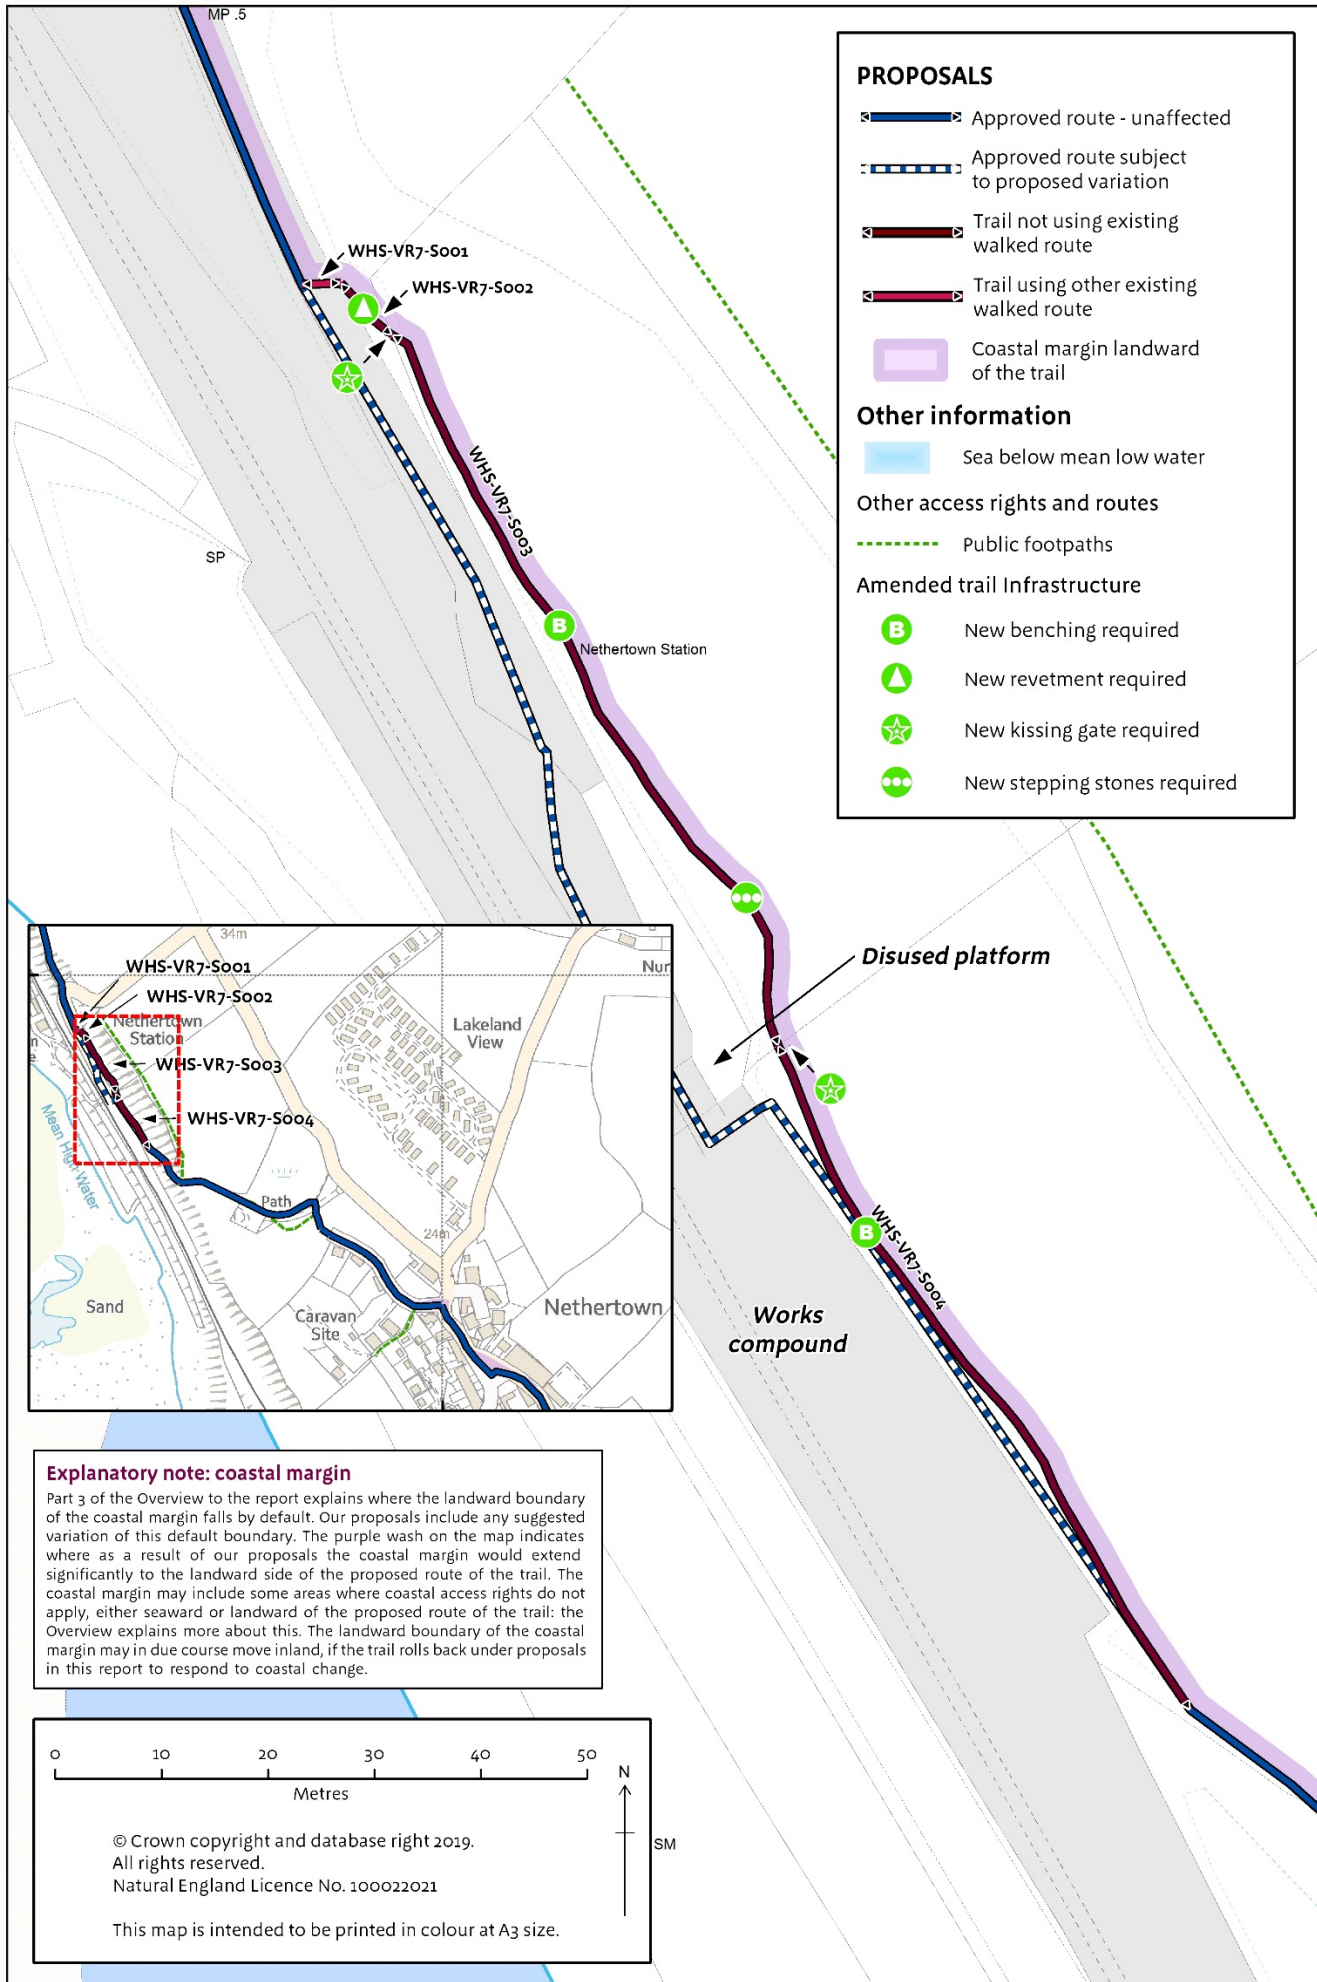 MP .5
PROPOSALS
Approved route - unaffected
Approved route subject
to proposed variation
Trail not using existing
walked route
Trail using other existing
walked route
Coastal margin landward
of the trail
Other information
Sea below mean low water
Other access rights and routes
Public footpaths
Amended trail Infrastructure
B New benching required
New revetment required
New kissing gate required
New stepping stones required
WHS-VR7-S001
WHS-VR7-S002
WHS-VR7-S003
SP
B
Nethertown Station
Disused platform
WHS-VR7-S004
B
Works
compound
34m
WHS-VR7-S001
WHS-VR7-S002
Nethertown
Station
WHS-VR7-S003
WHS-VR7-S004
Lakeland
View
Mean High Water
Path
24m
Sand
Caravan
Site
Nethertown
Explanatory note: coastal margin
Part 3 of the Overview to the report explains where the landward boundary
of the coastal margin falls by default. Our proposals include any suggested
variation of this default boundary. The purple wash on the map indicates
where as a result of our proposals the coastal margin would extend
significantly to the landward side of the proposed route of the trail. The
coastal margin may include some areas where coastal access rights do not
apply, either seaward or landward of the proposed route of the trail: the
Overview explains more about this. The landward boundary of the coastal
margin may in due course move inland, if the trail rolls back under proposals
in this report to respond to coastal change.
0 10 20 30 40 50
Metres
N
SM
© Crown copyright and database right 2019.
All rights reserved.
Natural England Licence No. 100022021
This map is intended to be printed in colour at A3 size.